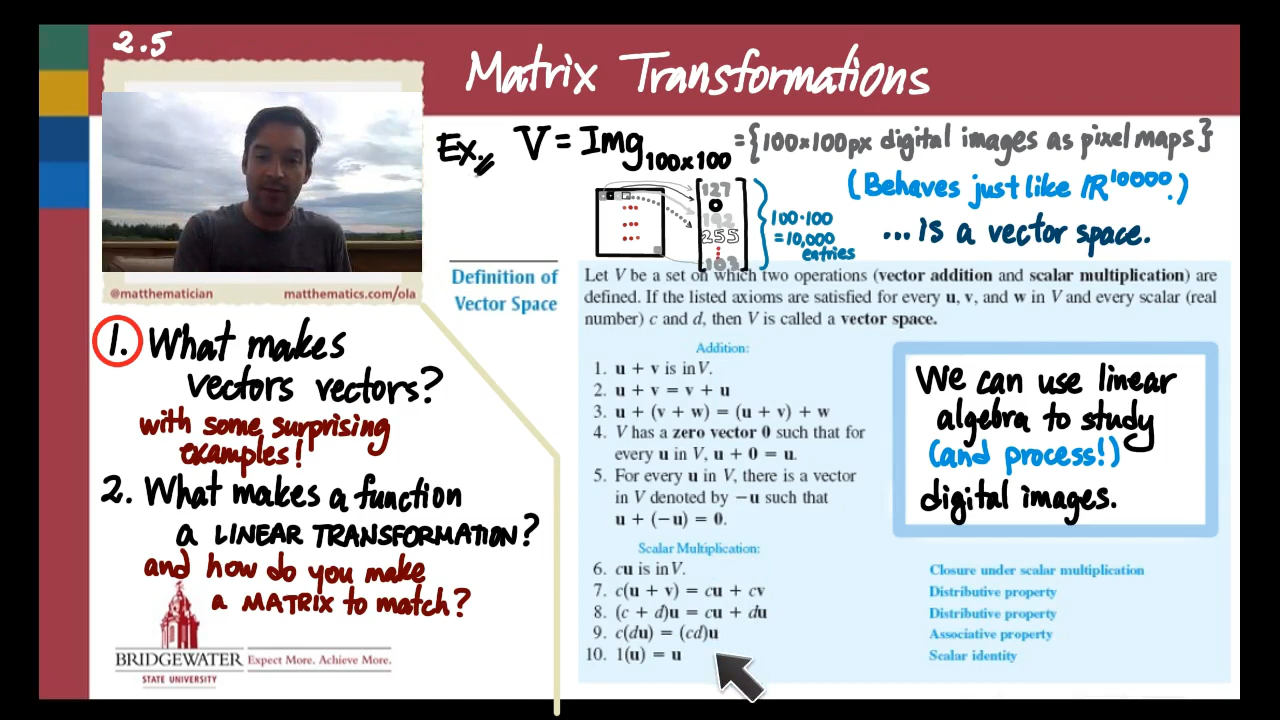 2.5
Matrix Transformations
@matthematician matthematics.com/ola
1. What makes
vectors vectors?
with some surprising
examples!
2. What makes a function
a LINEAR TRANSFORMATION?
and how do you make
a MATRIX to match?
BRIDGEWATER
STATE UNIVERSITY
Expect More. Achieve More.
Ex, V = Img 100x100 = {100x100px digital images as pixel maps}
(Behaves just like IR^10000.)
...is a vector space.
127
0
192
255
103
100·100
= 10,000
entries
Definition of
Vector Space
Let V be a set on which two operations (vector addition and scalar multiplication) are
defined. If the listed axioms are satisfied for every u, v, and w in V and every scalar (real
number) c and d, then V is called a vector space.
Addition:
1. u + v is in V.
2. u + v = v + u
3. u + (v + w) = (u + v) + w
4. V has a zero vector 0 such that for
every u in V, u + 0 = u.
5. For every u in V, there is a vector
in V denoted by −u such that
u + (−u) = 0.
We can use linear
algebra to study
(and process!)
digital images.
Scalar Multiplication:
6. cu is in V. Closure under scalar multiplication
7. c(u + v) = cu + cv Distributive property
8. (c + d)u = cu + du Distributive property
9. c(du) = (cd)u Associative property
10. 1(u) = u Scalar identity